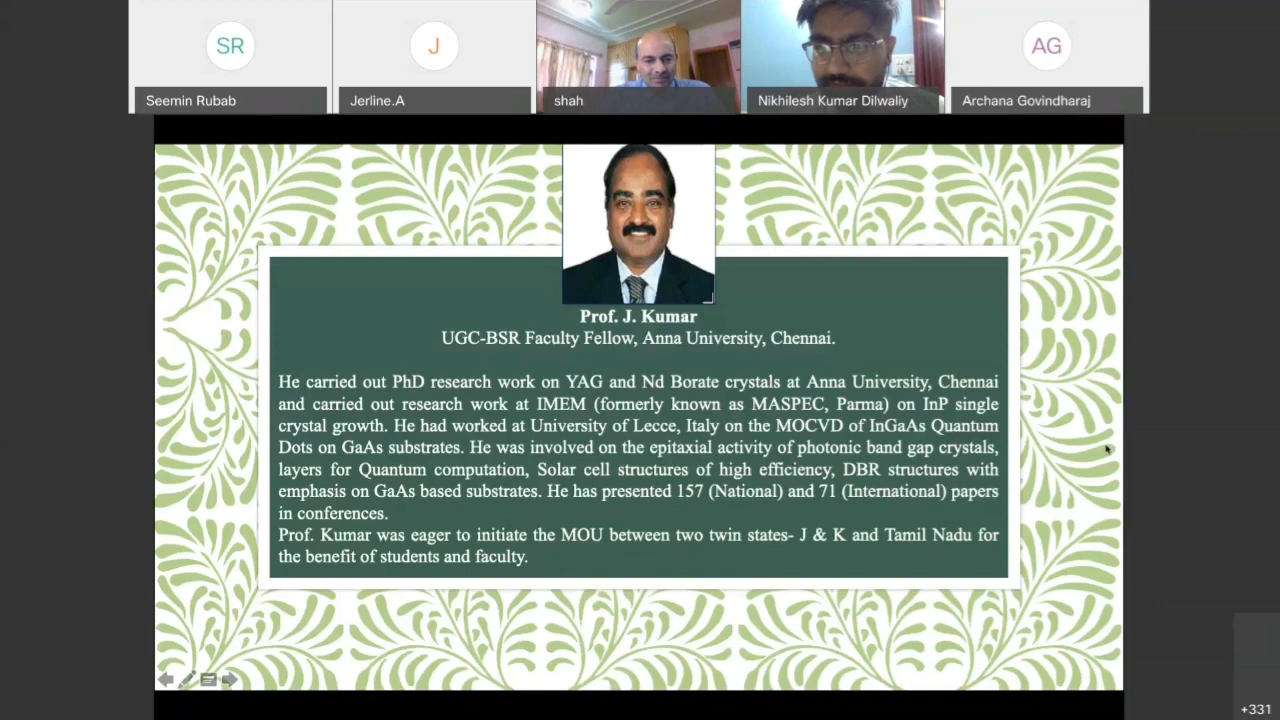 SR
J
AG
Seemin Rubab
Jerline.A
shah
Nikhilesh Kumar Dilwaliy
Archana Govindharaj
Prof. J. Kumar
UGC-BSR Faculty Fellow, Anna University, Chennai.
He carried out PhD research work on YAG and Nd Borate crystals at Anna University, Chennai
and carried out research work at IMEM (formerly known as MASPEC, Parma) on InP single
crystal growth. He had worked at University of Lecce, Italy on the MOCVD of InGaAs Quantum
Dots on GaAs substrates. He was involved on the epitaxial activity of photonic band gap crystals,
layers for Quantum computation, Solar cell structures of high efficiency, DBR structures with
emphasis on GaAs based substrates. He has presented 157 (National) and 71 (International) papers
in conferences.
Prof. Kumar was eager to initiate the MOU between two twin states- J & K and Tamil Nadu for
the benefit of students and faculty.
+331